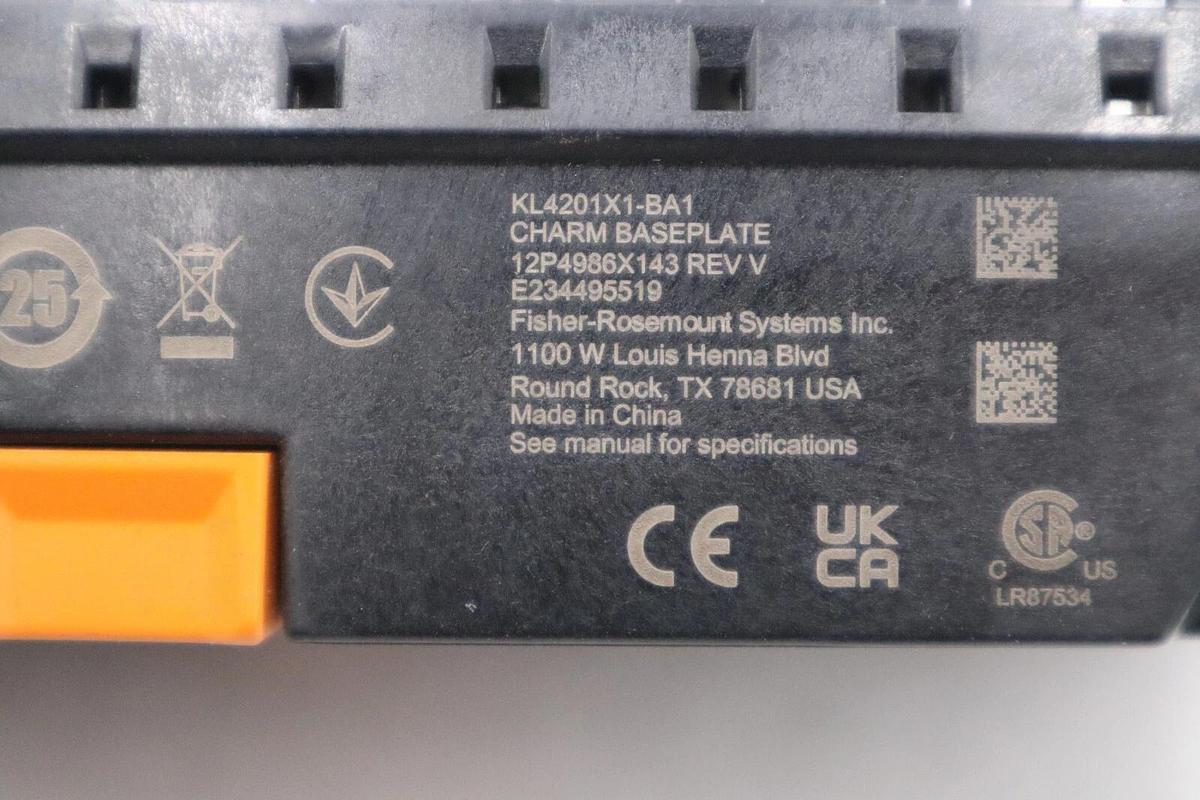 25
KL4201X1-BA1
CHARM BASEPLATE
12P4986X143 REV V
E234495519
Fisher-Rosemount Systems Inc.
1100 W Louis Henna Blvd
Round Rock, TX 78681 USA
Made in China
See manual for specifications
CE
UK
CA
SA ®
C US
LR87534